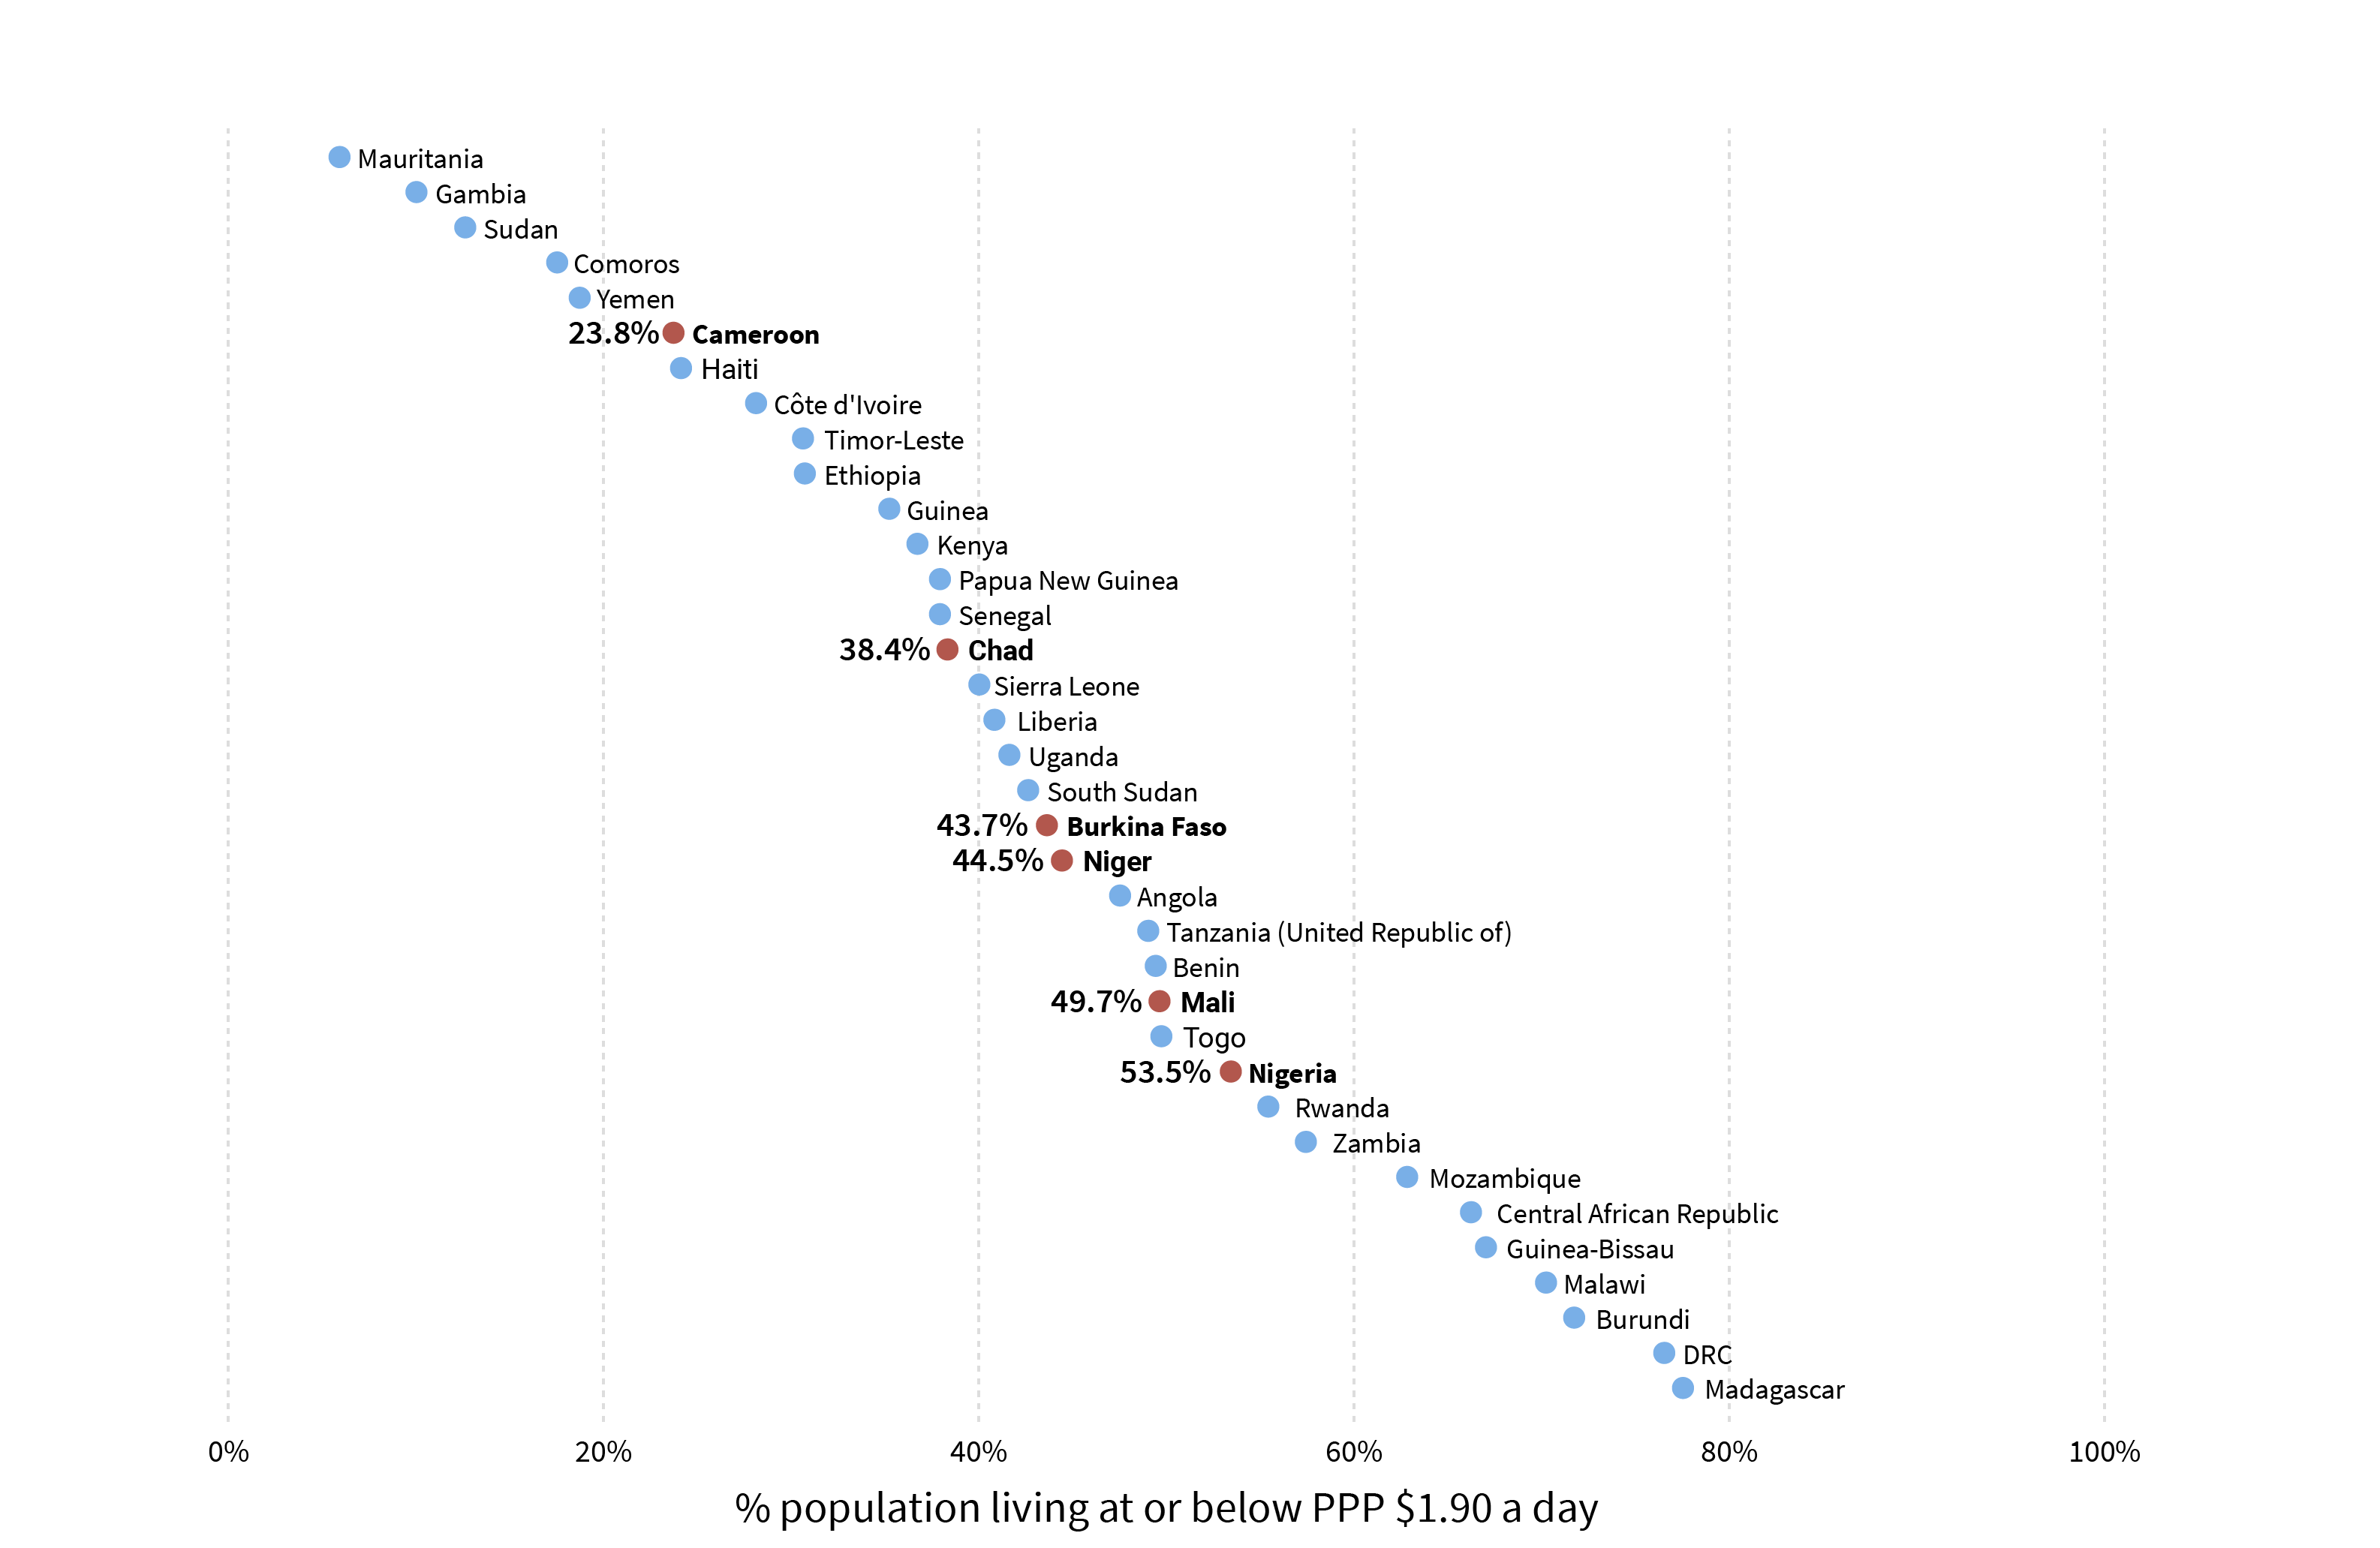 Mauritania
Gambia
Sudan
Comoros
Yemen
23.8% Cameroon
Haiti
Côte d'Ivoire
Timor-Leste
Ethiopia
Guinea
Kenya
Papua New Guinea
Senegal
38.4% Chad
Sierra Leone
Liberia
Uganda
South Sudan
43.7% Burkina Faso
44.5% Niger
Angola
Tanzania (United Republic of)
Benin
49.7% Mali
Togo
53.5% Nigeria
Rwanda
Zambia
Mozambique
Central African Republic
Guinea-Bissau
Malawi
Burundi
DRC
Madagascar
0% 20% 40% 60% 80% 100%
% population living at or below PPP $1.90 a day